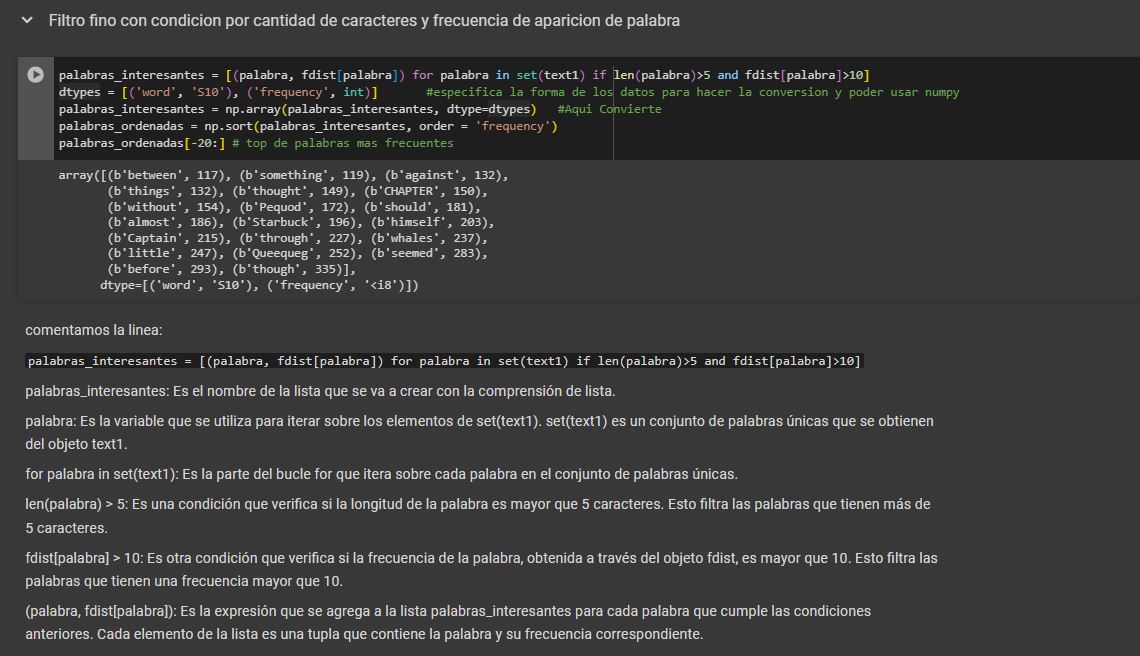 Filtro fino con condicion por cantidad de caracteres y frecuencia de aparicion de palabra
palabras_interesantes = [(palabra, fdist[palabra]) for palabra in set(text1) if len(palabra)>5 and fdist[palabra]>10]
dtypes = [('word', 'S10'), ('frequency', int)]       #especifica la forma de los datos para hacer la conversion y poder usar numpy
palabras_interesantes = np.array(palabras_interesantes, dtype=dtypes)   #Aqui Convierte
palabras_ordenadas = np.sort(palabras_interesantes, order = 'frequency')
palabras_ordenadas[-20:] # top de palabras mas frecuentes
array([(b'between', 117), (b'something', 119), (b'against', 132),
(b'things', 132), (b'thought', 149), (b'CHAPTER', 150),
(b'without', 154), (b'Pequod', 172), (b'should', 181),
(b'almost', 186), (b'Starbuck', 196), (b'himself', 203),
(b'Captain', 215), (b'through', 227), (b'whales', 237),
(b'little', 247), (b'Queequeg', 252), (b'seemed', 283),
(b'before', 293), (b'though', 335)],
dtype=[('word', 'S10'), ('frequency', '<i8')])
comentamos la linea:
palabras_interesantes = [(palabra, fdist[palabra]) for palabra in set(text1) if len(palabra)>5 and fdist[palabra]>10]
palabras_interesantes: Es el nombre de la lista que se va a crear con la comprensión de lista.
palabra: Es la variable que se utiliza para iterar sobre los elementos de set(text1). set(text1) es un conjunto de palabras únicas que se obtienen
del objeto text1.
for palabra in set(text1): Es la parte del bucle for que itera sobre cada palabra en el conjunto de palabras únicas.
len(palabra) > 5: Es una condición que verifica si la longitud de la palabra es mayor que 5 caracteres. Esto filtra las palabras que tienen más de
5 caracteres.
fdist[palabra] > 10: Es otra condición que verifica si la frecuencia de la palabra, obtenida a través del objeto fdist, es mayor que 10. Esto filtra las
palabras que tienen una frecuencia mayor que 10.
(palabra, fdist[palabra]): Es la expresión que se agrega a la lista palabras_interesantes para cada palabra que cumple las condiciones
anteriores. Cada elemento de la lista es una tupla que contiene la palabra y su frecuencia correspondiente.